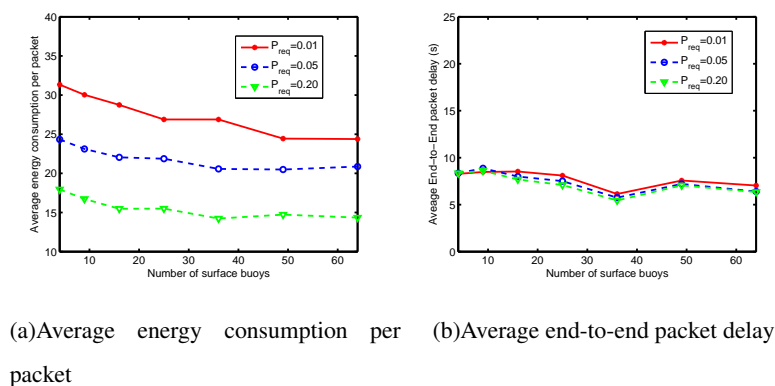 40
35
30
25
20
15
10
Average energy consumption per packet
10 20 30 40 50 60
Number of surface buoys
P_req=0.01
P_req=0.05
P_req=0.20
25
20
15
10
5
0
Aveage End−to−End packet delay (s)
10 20 30 40 50 60
Number of surface buoys
P_req=0.01
P_req=0.05
P_req=0.20
(a)Average energy consumption per
packet
(b)Average end-to-end packet delay